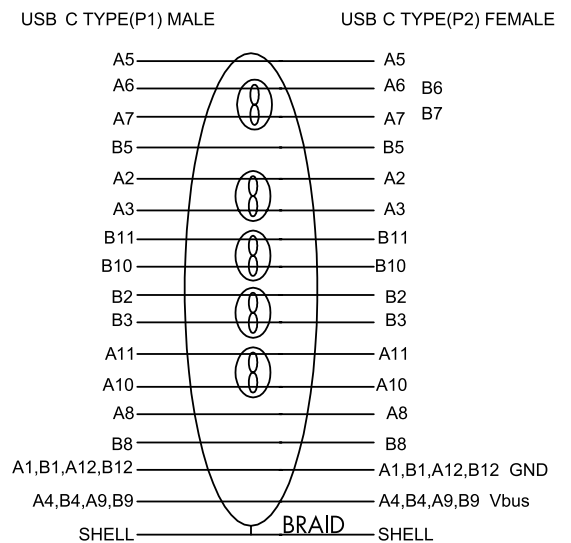 USB C TYPE(P1) MALE USB C TYPE(P2) FEMALE
A5 A5
A6 A6 B6
A7 A7 B7
B5 B5
A2 A2
A3 A3
B11 B11
B10 B10
B2 B2
B3 B3
A11 A11
A10 A10
A8 A8
B8 B8
A1,B1,A12,B12 A1,B1,A12,B12 GND
A4,B4,A9,B9 A4,B4,A9,B9 Vbus
SHELL BRAID SHELL